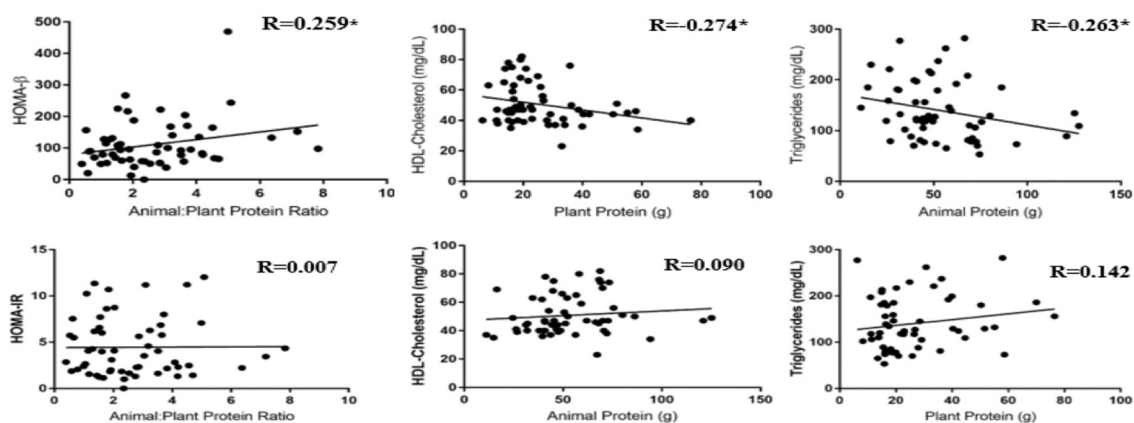 R=0.259*
HOMA-β
500
400
300
200
100
0
0 2 4 6 8 10
Animal:Plant Protein Ratio
R=-0.274*
HDL-Cholesterol (mg/dL)
100
80
60
40
20
0
0 20 40 60 80 100
Plant Protein (g)
R=-0.263*
Triglycerides (mg/dL)
300
200
100
0
0 50 100 150
Animal Protein (g)
R=0.007
HOMA-IR
15
10
5
0
0 2 4 6 8 10
Animal:Plant Protein Ratio
R=0.090
HDL-Cholesterol (mg/dL)
100
80
60
40
20
0
0 50 100 150
Animal Protein (g)
R=0.142
Triglycerides (mg/dL)
300
200
100
0
0 20 40 60 80 100
Plant Protein (g)